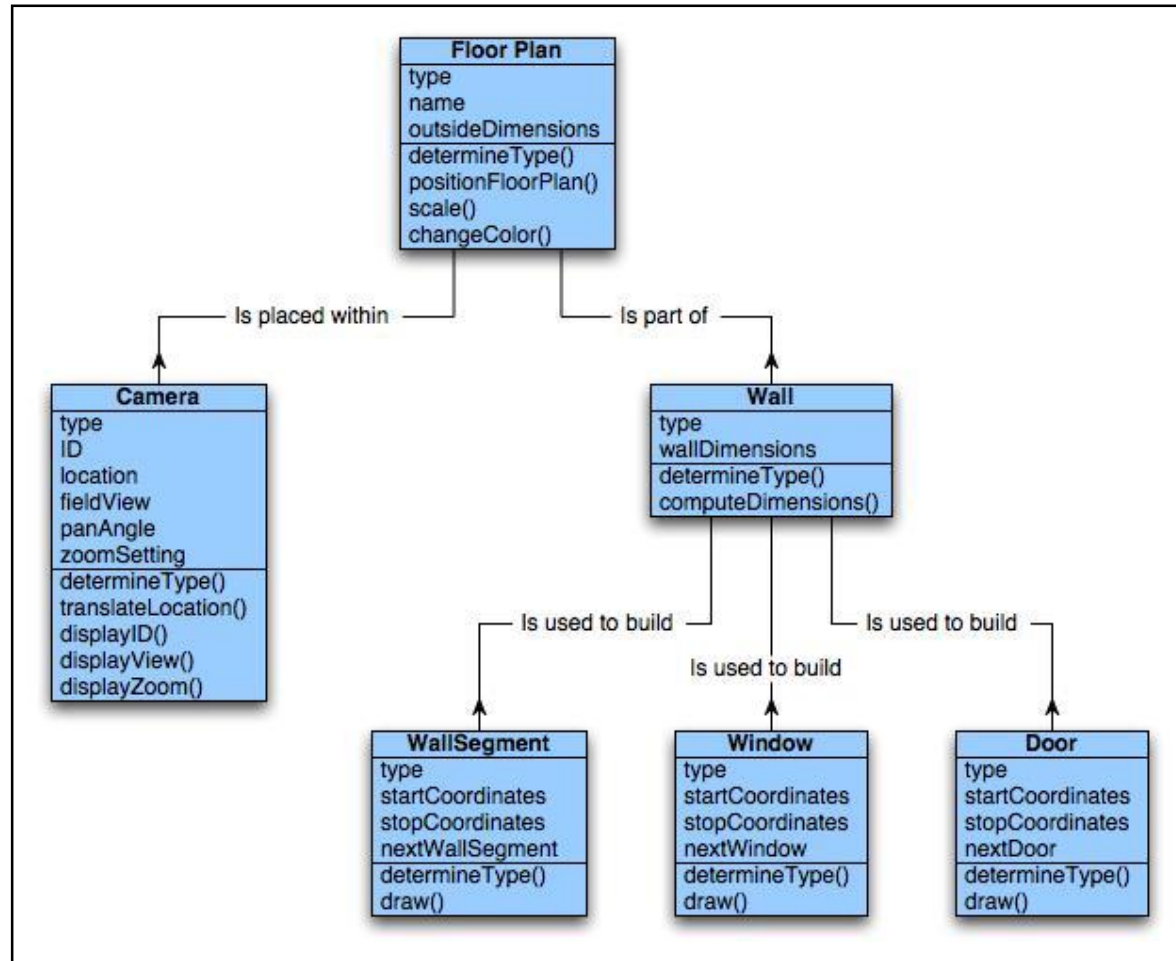 Floor Plan
type
name
outsideDimensions
determineType()
positionFloorPlan()
scale()
changeColor()
Is placed within
Is part of
Camera
type
ID
location
fieldView
panAngle
zoomSetting
determineType()
translateLocation()
displayID()
displayView()
displayZoom()
Wall
type
wallDimensions
determineType()
computeDimensions()
Is used to build
Is used to build
Is used to build
WallSegment
type
startCoordinates
stopCoordinates
nextWallSegment
determineType()
draw()
Window
type
startCoordinates
stopCoordinates
nextWindow
determineType()
draw()
Door
type
startCoordinates
stopCoordinates
nextDoor
determineType()
draw()